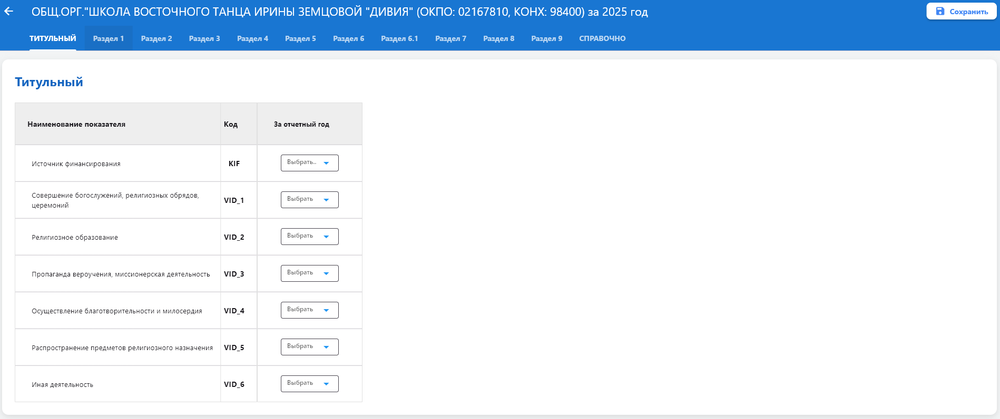 ОБЩ.ОРГ."ШКОЛА ВОСТОЧНОГО ТАНЦА ИРИНЫ ЗЕМЦОВОЙ "ДИВИЯ" (ОКПО: 02167810, КОНХ: 98400) за 2025 год
Сохранить
ТИТУЛЬНЫЙ Раздел 1 Раздел 2 Раздел 3 Раздел 4 Раздел 5 Раздел 6 Раздел 6.1 Раздел 7 Раздел 8 Раздел 9 СПРАВОЧНО
Титульный
Наименование показателя Код За отчетный год
Источник финансирования KIF Выбрать..
Совершение богослужений, религиозных обрядов,
церемоний VID_1 Выбрать
Религиозное образование VID_2 Выбрать
Пропаганда вероучения, миссионерская деятельность VID_3 Выбрать
Осуществление благотворительности и милосердия VID_4 Выбрать
Распространение предметов религиозного назначения VID_5 Выбрать
Иная деятельность VID_6 Выбрать